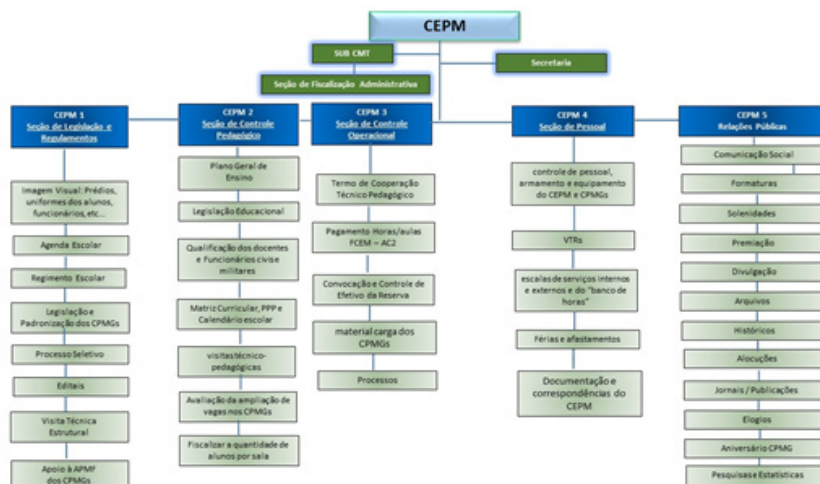 CEPM
SUB CMT
Secretaria
Seção de Fiscalização Administrativa
CEPM 1
Seção de Legislação e
Regulamentos
Imagem Visual: Prédios,
uniformes dos alunos,
funcionários, etc...
Agenda Escolar
Regimento Escolar
Legislação e
Padronização dos CPMGs
Processo Seletivo
Editais
Visita Técnica
Estrutural
Apoio à APMF
dos CPMGs
CEPM 2
Seção de Controle
Pedagógico
Plano Geral de
Ensino
Legislação Educacional
Qualificação dos docentes
e Funcionários civis e
militares
Matriz Curricular, PPP e
Calendário escolar
visitas técnico-
pedagógicas
Avaliação da ampliação de
vagas nos CPMGs
Fiscalizar a quantidade de
alunos por sala
CEPM 3
Seção de Controle
Operacional
Termo de Cooperação
Técnico Pedagógico
Pagamento Horas/aulas
FCEM – AC2
Convocação e Controle de
Efetivo da Reserva
material carga dos
CPMGs
Processos
CEPM 4
Seção de Pessoal
controle de pessoal,
armamento e equipamento
do CEPM e CPMGs
VTRs
escalas de serviços internos
e externos e do "banco de
horas"
Férias e afastamentos
Documentação e
correspondências do
CEPM
CEPM 5
Relações Públicas
Comunicação Social
Formaturas
Solenidades
Premiação
Divulgação
Arquivos
Históricos
Alocuções
Jornais / Publicações
Elogios
Aniversário CPMG
Pesquisas e Estatísticas